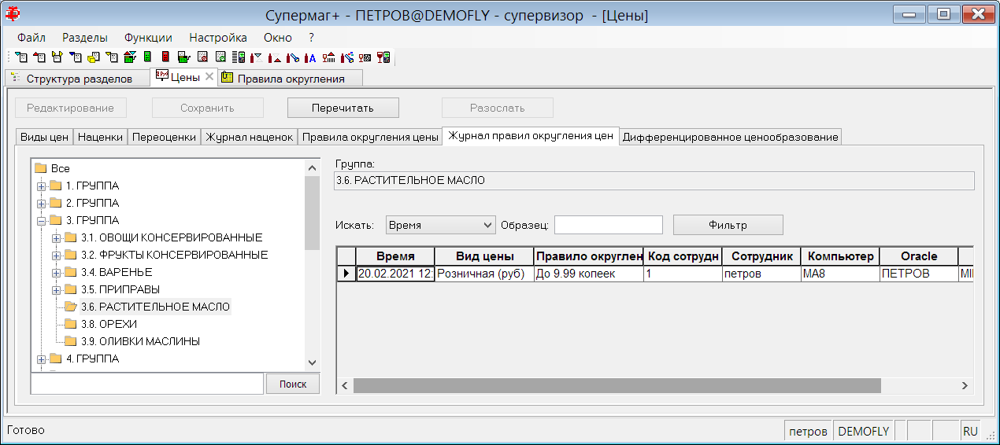 Супермаг+ - ПЕТРОВ@DEMOFLY - супервизор - [Цены]
Файл Разделы Функции Настройка Окно ?
Структура разделов Цены Правила округления
Редактирование Сохранить Перечитать Разослать
Виды цен Наценки Переоценки Журнал наценок Правила округления цены Журнал правил округления цен Дифференцированное ценообразование
Все
1. ГРУППА
2. ГРУППА
3. ГРУППА
3.1. ОВОЩИ КОНСЕРВИРОВАННЫЕ
3.2. ФРУКТЫ КОНСЕРВИРОВАННЫЕ
3.4. ВАРЕНЬЕ
3.5. ПРИПРАВЫ
3.6. РАСТИТЕЛЬНОЕ МАСЛО
3.8. ОРЕХИ
3.9. ОЛИВКИ МАСЛИНЫ
4. ГРУППА
Поиск
Группа:
3.6. РАСТИТЕЛЬНОЕ МАСЛО
Искать: Время Образец: Фильтр
Время Вид цены Правило округлен Код сотрудн Сотрудник Компьютер Oracle
20.02.2021 12: Розничная (руб) До 9.99 копеек 1 петров MA8 ПЕТРОВ MI
Готово петров DEMOFLY RU